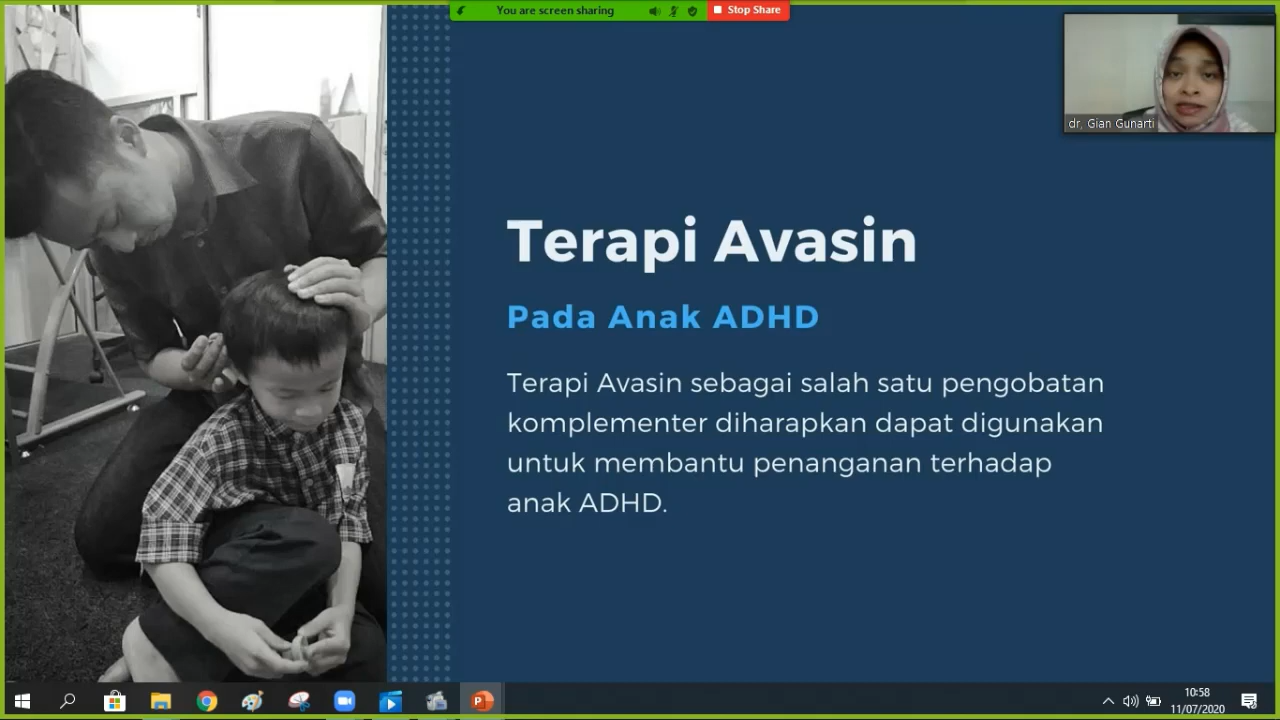 You are screen sharing
Stop Share
dr, Gian Gunarti
Terapi Avasin
Pada Anak ADHD
Terapi Avasin sebagai salah satu pengobatan
komplementer diharapkan dapat digunakan
untuk membantu penanganan terhadap
anak ADHD.
10:58
11/07/2020